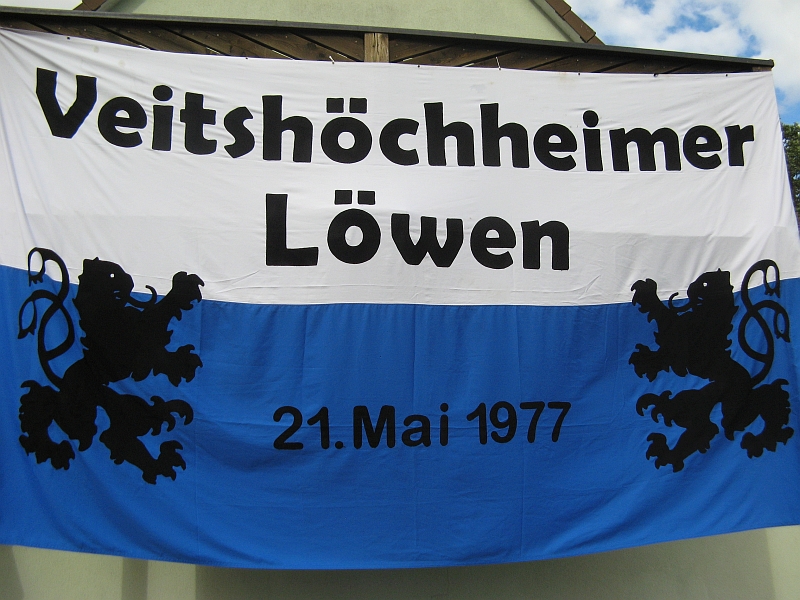 Veitshöchheimer
Löwen
21. Mai 1977